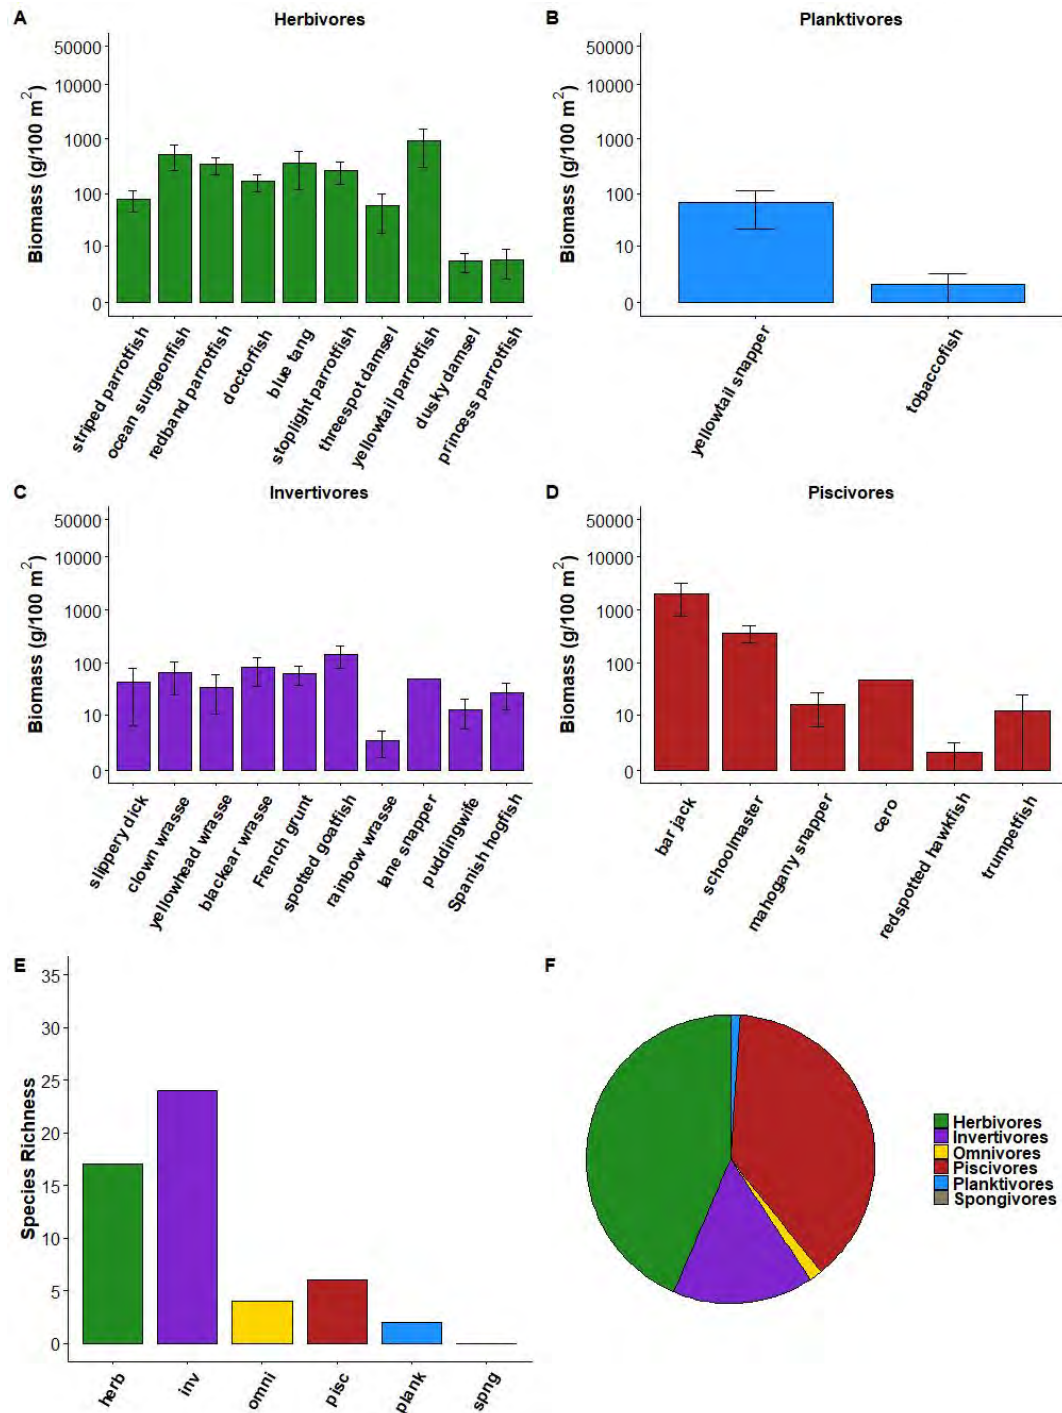 A
Herbivores
Biomass (g/100 m²)
50000
10000
1000
100
10
0
striped parrotfish
ocean surgeonfish
redband parrotfish
doctorfish
blue tang
stoplight parrotfish
threespot damsel
yellowtail parrotfish
dusky damsel
princess parrotfish
B
Planktivores
Biomass (g/100 m²)
50000
10000
1000
100
10
0
yellowtail snapper
tobaccofish
C
Invertivores
Biomass (g/100 m²)
50000
10000
1000
100
10
0
slippery dick
clown wrasse
yellowhead wrasse
blackear wrasse
French grunt
spotted goatfish
rainbow wrasse
lane snapper
puddingwife
Spanish hogfish
D
Piscivores
Biomass (g/100 m²)
50000
10000
1000
100
10
0
bar jack
schoolmaster
mahogany snapper
cero
redspotted hawkfish
trumpetfish
E
Species Richness
35
30
25
20
15
10
5
0
herb
inv
omni
pisc
plank
spng
F
Herbivores
Invertivores
Omnivores
Piscivores
Planktivores
Spongivores